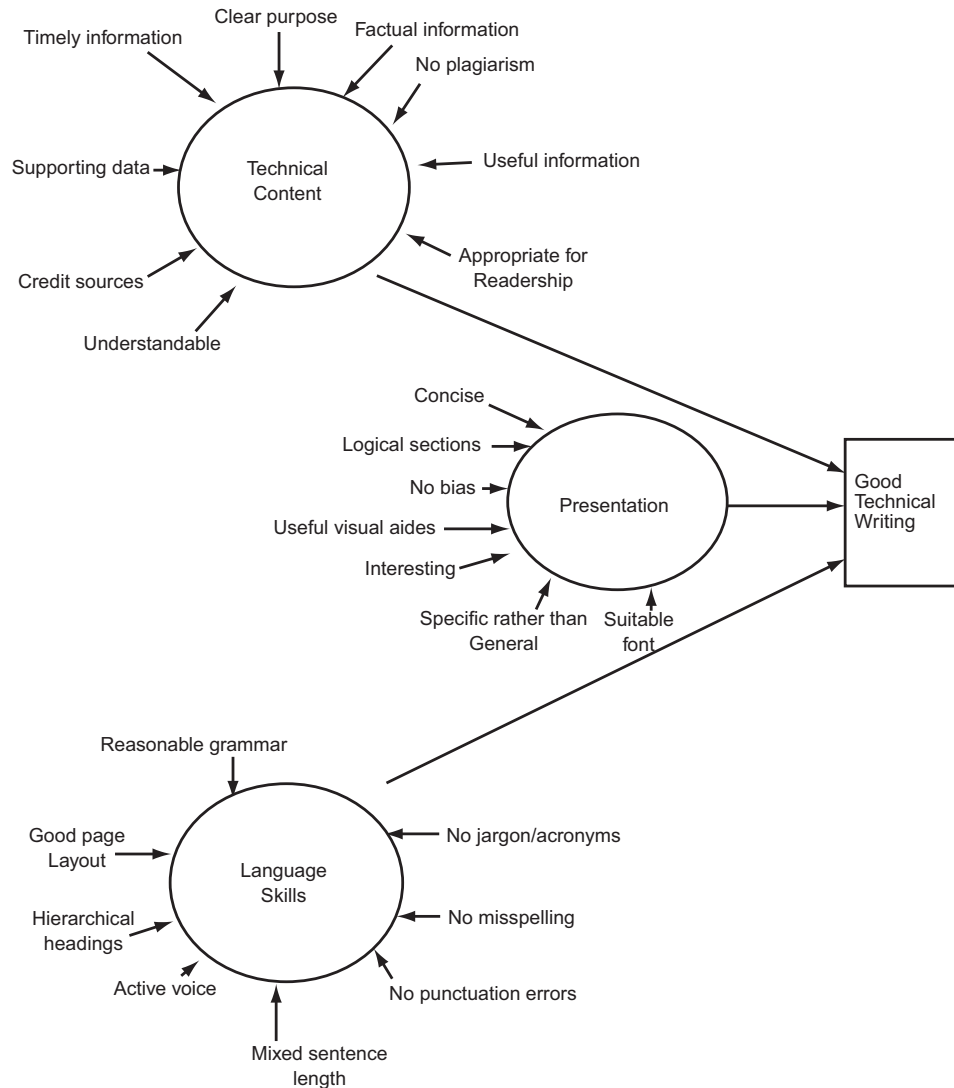 Clear purpose
Timely information
Factual information
No plagiarism
Supporting data
Technical
Content
Useful information
Appropriate for
Readership
Credit sources
Understandable
Concise
Logical sections
No bias
Useful visual aides
Interesting
Specific rather than
General
Suitable
font
Presentation
Good
Technical
Writing
Reasonable grammar
Good page
Layout
Language
Skills
No jargon/acronyms
Hierarchical
headings
No misspelling
Active voice
No punctuation errors
Mixed sentence
length